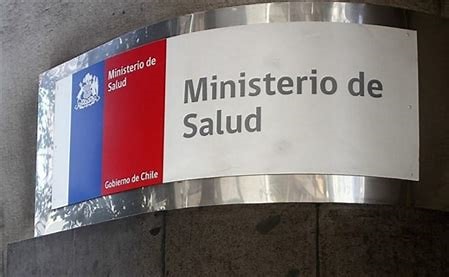 Ministerio de
Salud
Gobierno de Chile
Ministerio de
Salud